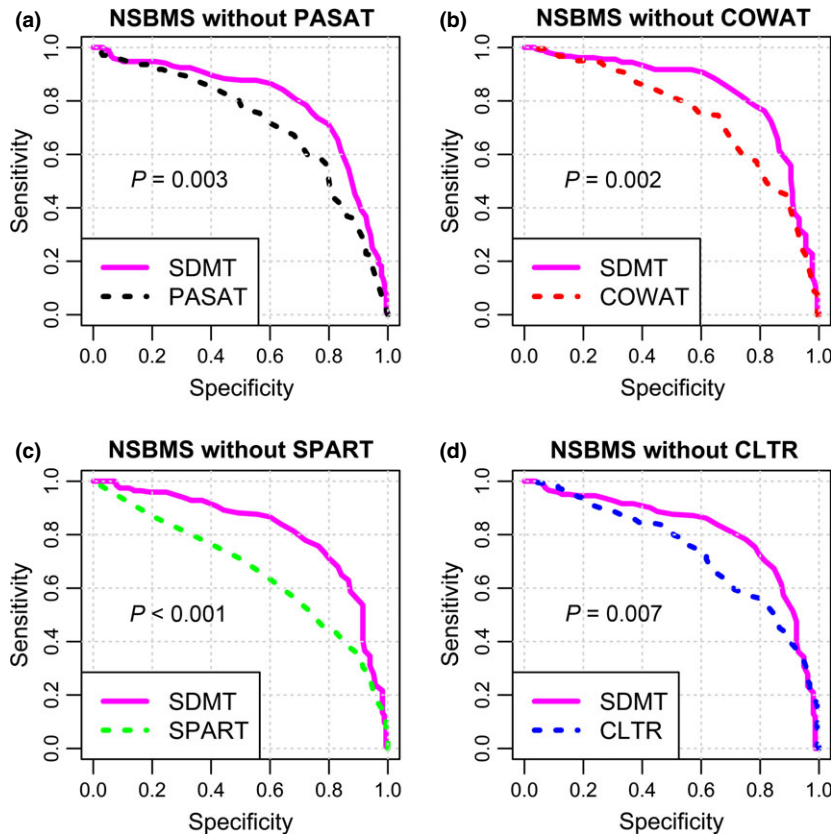 (a) NSBMS without PASAT
Sensitivity
1.0
0.8
0.6
0.4
0.2
0.0
P = 0.003
SDMT
PASAT
0.0 0.2 0.4 0.6 0.8 1.0
Specificity
(b) NSBMS without COWAT
Sensitivity
1.0
0.8
0.6
0.4
0.2
0.0
P = 0.002
SDMT
COWAT
0.0 0.2 0.4 0.6 0.8 1.0
Specificity
(c) NSBMS without SPART
Sensitivity
1.0
0.8
0.6
0.4
0.2
0.0
P < 0.001
SDMT
SPART
0.0 0.2 0.4 0.6 0.8 1.0
Specificity
(d) NSBMS without CLTR
Sensitivity
1.0
0.8
0.6
0.4
0.2
0.0
P = 0.007
SDMT
CLTR
0.0 0.2 0.4 0.6 0.8 1.0
Specificity